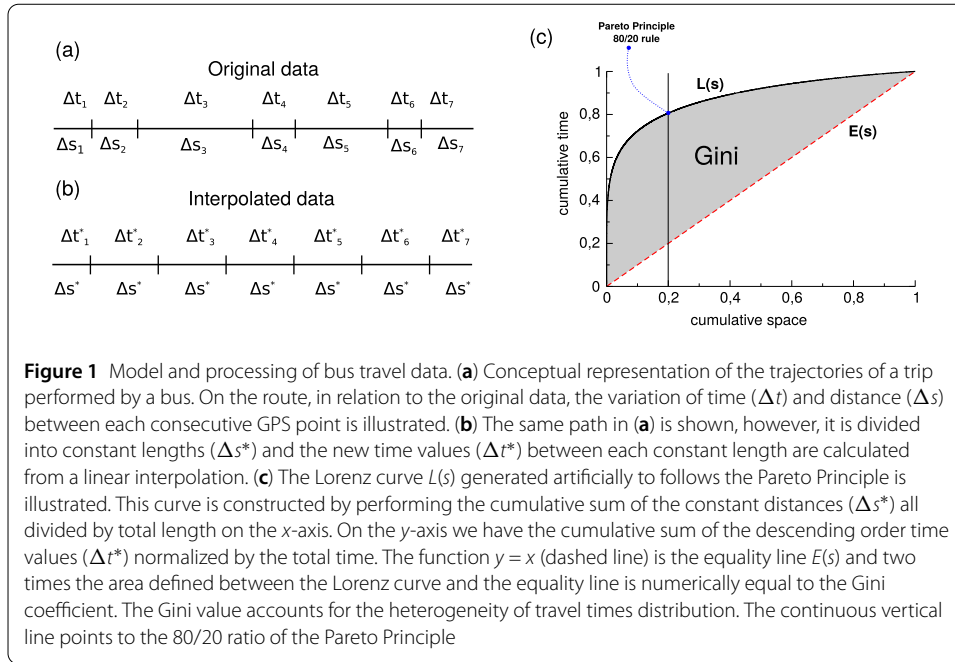 (a)
Original data
Δt₁ Δt₂ Δt₃ Δt₄ Δt₅ Δt₆ Δt₇
Δs₁ Δs₂ Δs₃ Δs₄ Δs₅ Δs₆ Δs₇
(b)
Interpolated data
Δt*₁ Δt*₂ Δt*₃ Δt*₄ Δt*₅ Δt*₆ Δt*₇
Δs* Δs* Δs* Δs* Δs* Δs* Δs*
(c)
Pareto Principle
80/20 rule
L(s)
E(s)
Gini
cumulative time
1
0,8
0,6
0,4
0,2
0
0 0,2 0,4 0,6 0,8 1
cumulative space
Figure 1 Model and processing of bus travel data. (a) Conceptual representation of the trajectories of a trip
performed by a bus. On the route, in relation to the original data, the variation of time (Δt) and distance (Δs)
between each consecutive GPS point is illustrated. (b) The same path in (a) is shown, however, it is divided
into constant lengths (Δs*) and the new time values (Δt*) between each constant length are calculated
from a linear interpolation. (c) The Lorenz curve L(s) generated artificially to follows the Pareto Principle is
illustrated. This curve is constructed by performing the cumulative sum of the constant distances (Δs*) all
divided by total length on the x-axis. On the y-axis we have the cumulative sum of the descending order time
values (Δt*) normalized by the total time. The function y = x (dashed line) is the equality line E(s) and two
times the area defined between the Lorenz curve and the equality line is numerically equal to the Gini
coefficient. The Gini value accounts for the heterogeneity of travel times distribution. The continuous vertical
line points to the 80/20 ratio of the Pareto Principle